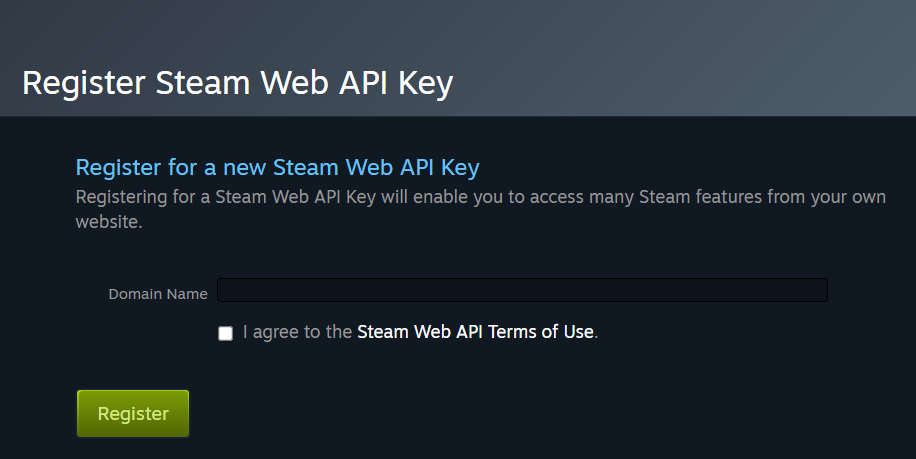 Register Steam Web API Key
Register for a new Steam Web API Key
Registering for a Steam Web API Key will enable you to access many Steam features from your own
website.
Domain Name
I agree to the Steam Web API Terms of Use.
Register